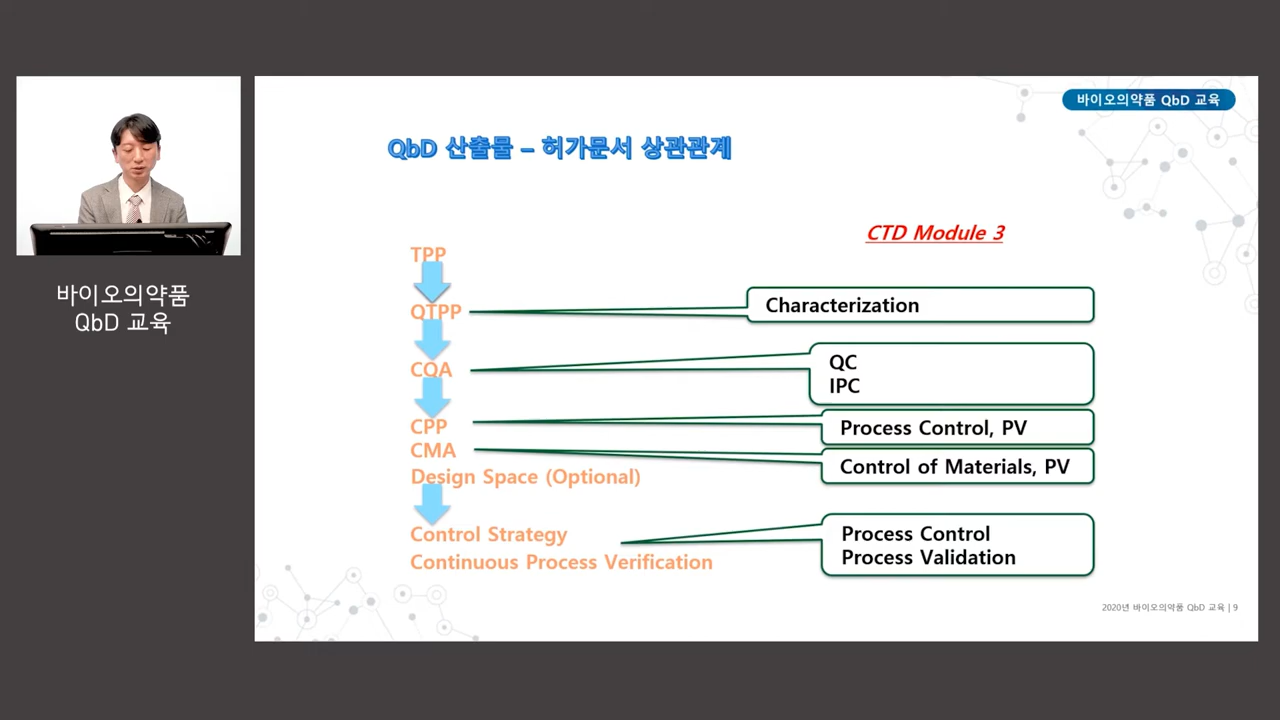 바이오의약품 QbD 교육
QbD 산출물 – 허가문서 상관관계
CTD Module 3
TPP
QTPP
Characterization
CQA
QC
IPC
CPP
Process Control, PV
CMA
Control of Materials, PV
Design Space (Optional)
Control Strategy
Continuous Process Verification
Process Control
Process Validation
2020년 바이오의약품 QbD 교육 | 9
바이오의약품
QbD 교육